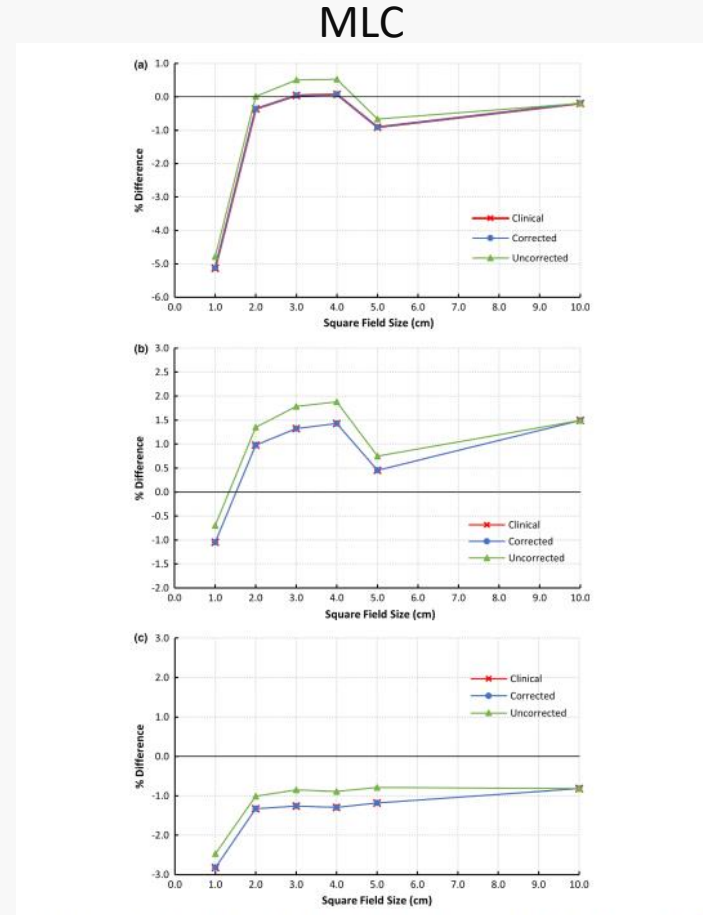 MLC
(a)
1.0
0.0
-1.0
-2.0
-3.0
-4.0
-5.0
-6.0
% Difference
Clinical
Corrected
Uncorrected
0.0 1.0 2.0 3.0 4.0 5.0 6.0 7.0 8.0 9.0 10.0
Square Field Size (cm)
(b)
3.0
2.5
2.0
1.5
1.0
0.5
0.0
-0.5
-1.0
-1.5
-2.0
% Difference
Clinical
Corrected
Uncorrected
0.0 1.0 2.0 3.0 4.0 5.0 6.0 7.0 8.0 9.0 10.0
Square Field Size (cm)
(c)
3.0
2.0
1.0
0.0
-1.0
-2.0
-3.0
% Difference
Clinical
Corrected
Uncorrected
0.0 1.0 2.0 3.0 4.0 5.0 6.0 7.0 8.0 9.0 10.0
Square Field Size (cm)